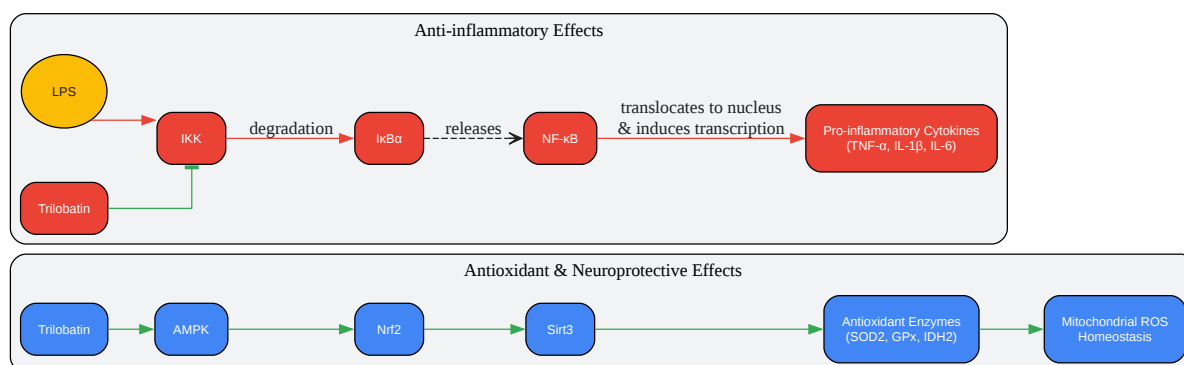 Anti-inflammatory Effects
LPS
IKK
degradation
IκBα
releases
NF-κB
translocates to nucleus
& induces transcription
Pro-inflammatory Cytokines
(TNF-α, IL-1β, IL-6)
Trilobatin
Antioxidant & Neuroprotective Effects
Trilobatin
AMPK
Nrf2
Sirt3
Antioxidant Enzymes
(SOD2, GPx, IDH2)
Mitochondrial ROS
Homeostasis